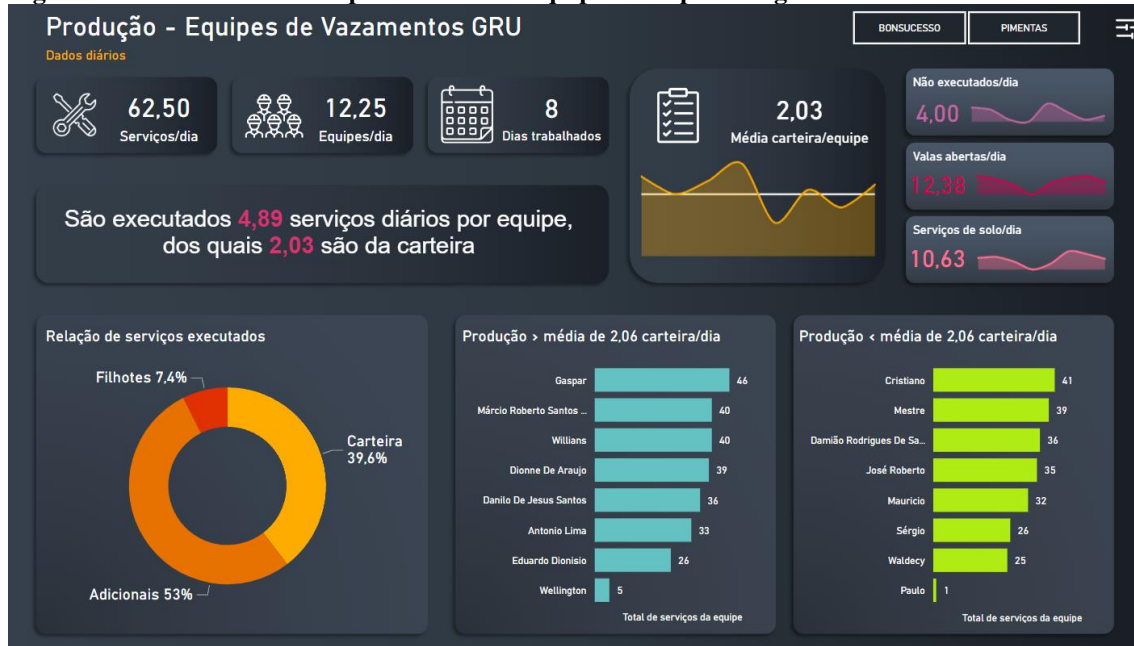 Produção - Equipes de Vazamentos GRU
Dados diários
BONSUCESSO
PIMENTAS
62,50
Serviços/dia
12,25
Equipes/dia
8
Dias trabalhados
2,03
Média carteira/equipe
Não executados/dia
4,00
Valas abertas/dia
12,38
Serviços de solo/dia
10,63
São executados 4,89 serviços diários por equipe,
dos quais 2,03 são da carteira
Relação de serviços executados
Filhotes 7,4%
Carteira
39,6%
Adicionais 53%
Produção > média de 2,06 carteira/dia
Gaspar 46
Márcio Roberto Santos ... 40
Willians 40
Dionne De Araujo 39
Danilo De Jesus Santos 36
Antonio Lima 33
Eduardo Dionisio 26
Wellington 5
Total de serviços da equipe
Produção < média de 2,06 carteira/dia
Cristiano 41
Mestre 39
Damião Rodrigues De Sa... 36
José Roberto 35
Mauricio 32
Sérgio 26
Waldecy 25
Paulo 1
Total de serviços da equipe